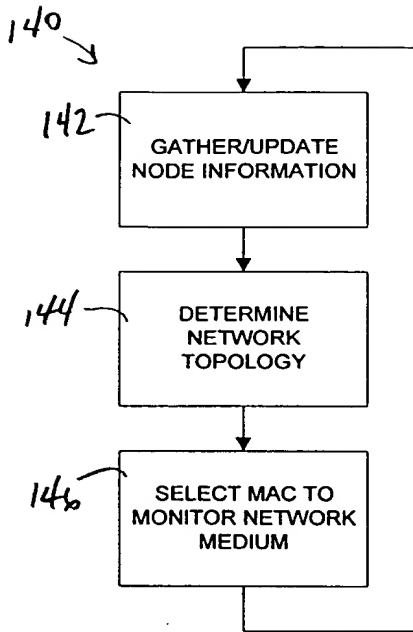 140
142
GATHER/UPDATE
NODE INFORMATION
144
DETERMINE
NETWORK
TOPOLOGY
146
SELECT MAC TO
MONITOR NETWORK
MEDIUM